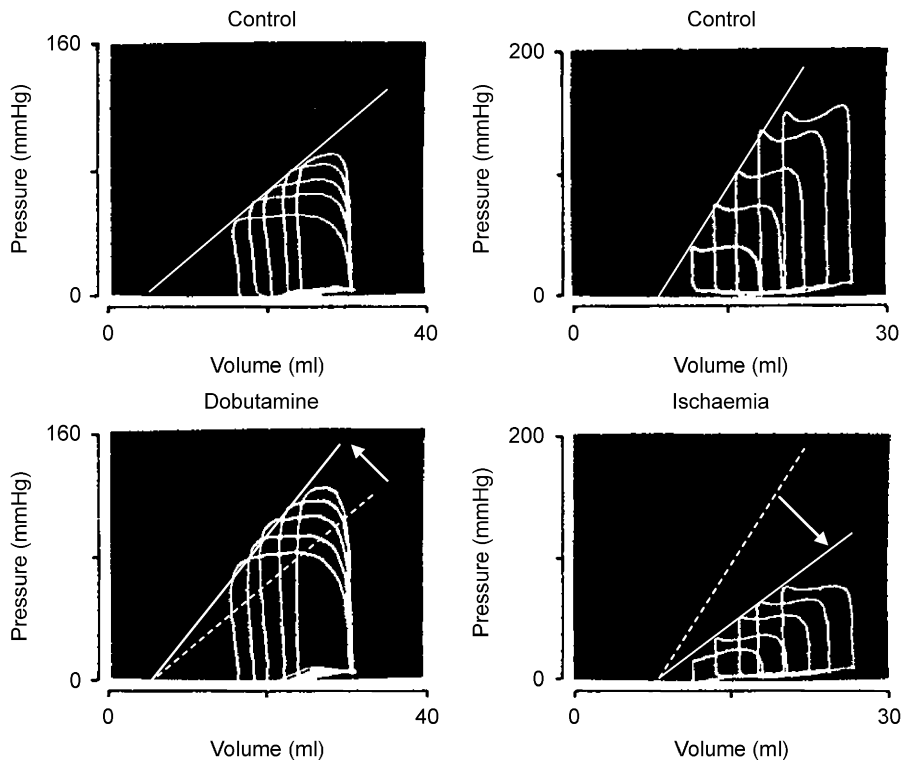 Control
160
Pressure (mmHg)
0
0
40
Volume (ml)
Control
200
Pressure (mmHg)
0
0
30
Volume (ml)
Dobutamine
160
Pressure (mmHg)
0
0
40
Volume (ml)
Ischaemia
200
Pressure (mmHg)
0
0
30
Volume (ml)